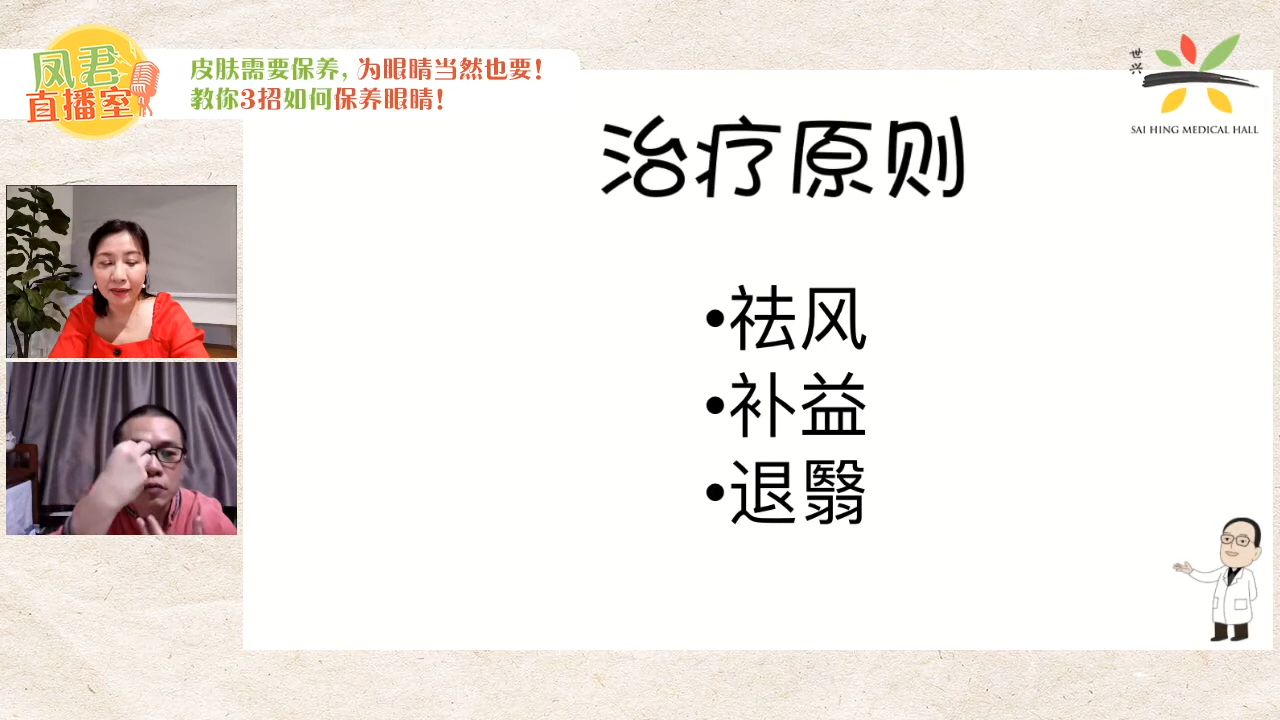 凤君
直播室
皮肤需要保养, 为眼睛当然也要!
教你3招如何保养眼睛!
世兴
SAI HING MEDICAL HALL
治疗原则
•祛风
•补益
•退翳